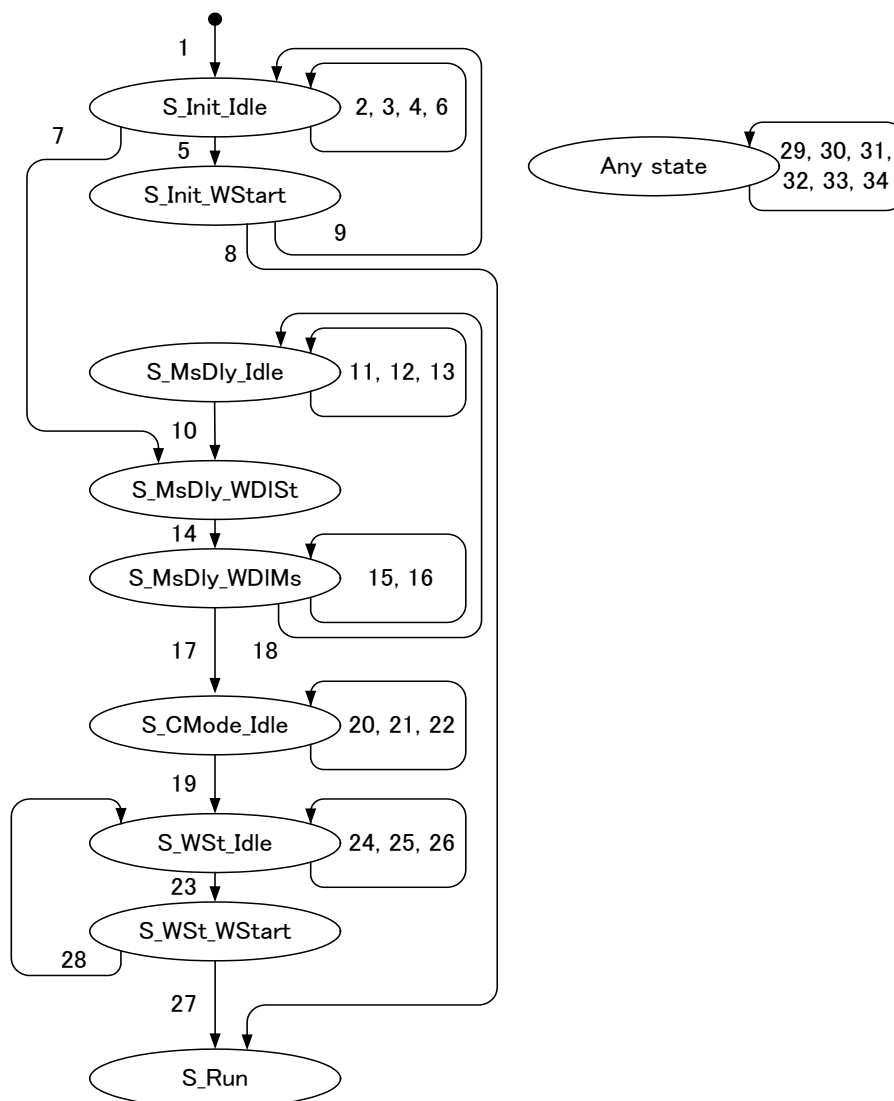 1
S_Init_Idle
2, 3, 4, 6
7
5
S_Init_WStart
9
8
Any state
29, 30, 31,
32, 33, 34
S_MsDly_Idle
11, 12, 13
10
S_MsDly_WDlSt
14
S_MsDly_WDlMs
15, 16
17
18
S_CMode_Idle
20, 21, 22
19
S_WSt_Idle
24, 25, 26
23
S_WSt_WStart
28
27
S_Run